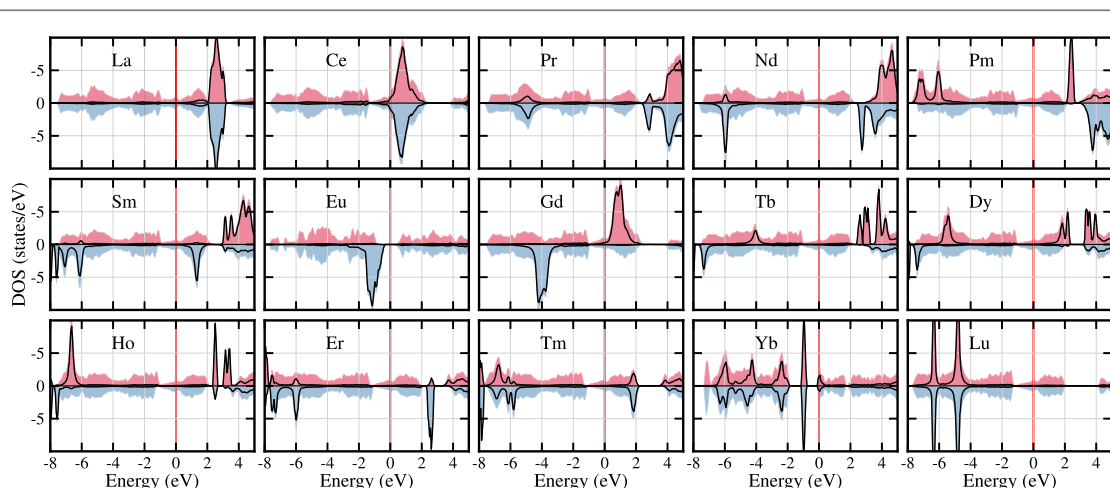 La Ce Pr Nd Pm
-5
0
5
Sm Eu Gd Tb Dy
-5
0
5
DOS (states/eV)
Ho Er Tm Yb Lu
-5
0
5
-8 -6 -4 -2 0 2 4 -8 -6 -4 -2 0 2 4 -8 -6 -4 -2 0 2 4 -8 -6 -4 -2 0 2 4 -8 -6 -4 -2 0 2 4
Energy (eV) Energy (eV) Energy (eV) Energy (eV) Energy (eV)